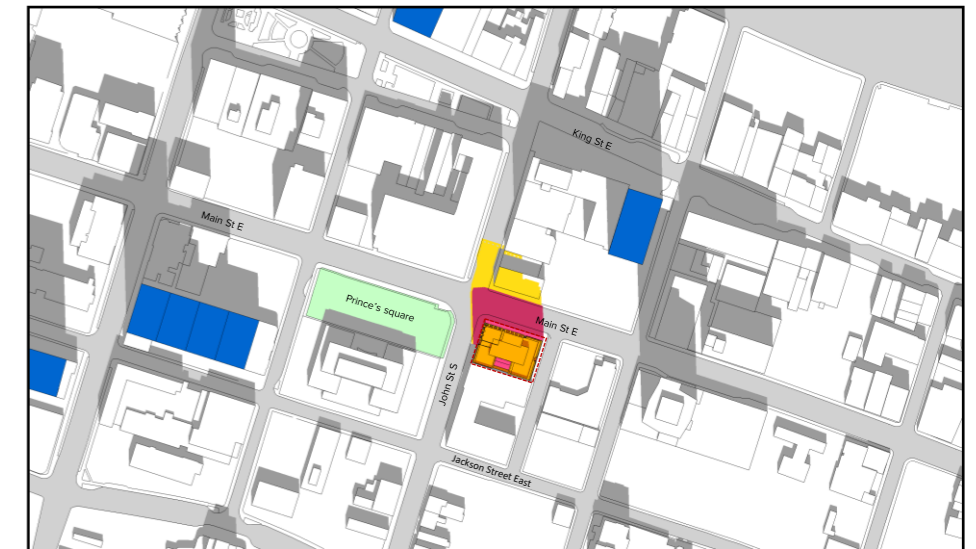 King St E
Main St E
Prince's square
Main St E
John St S
Jackson Street East